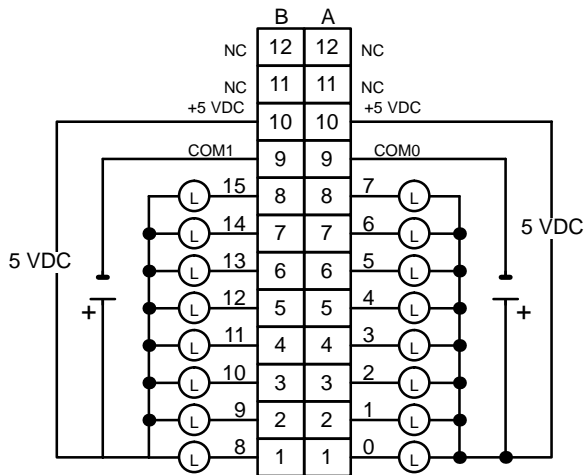 B A
NC 12 12 NC
NC 11 11 NC
+5 VDC 10 10 +5 VDC
COM1 9 9 COM0
L 15 8 8 7 L
L 14 7 7 6 L
5 VDC 5 VDC
L 13 6 6 5 L
L 12 5 5 4 L
+ +
L 11 4 4 3 L
L 10 3 3 2 L
L 9 2 2 1 L
L 8 1 1 0 L